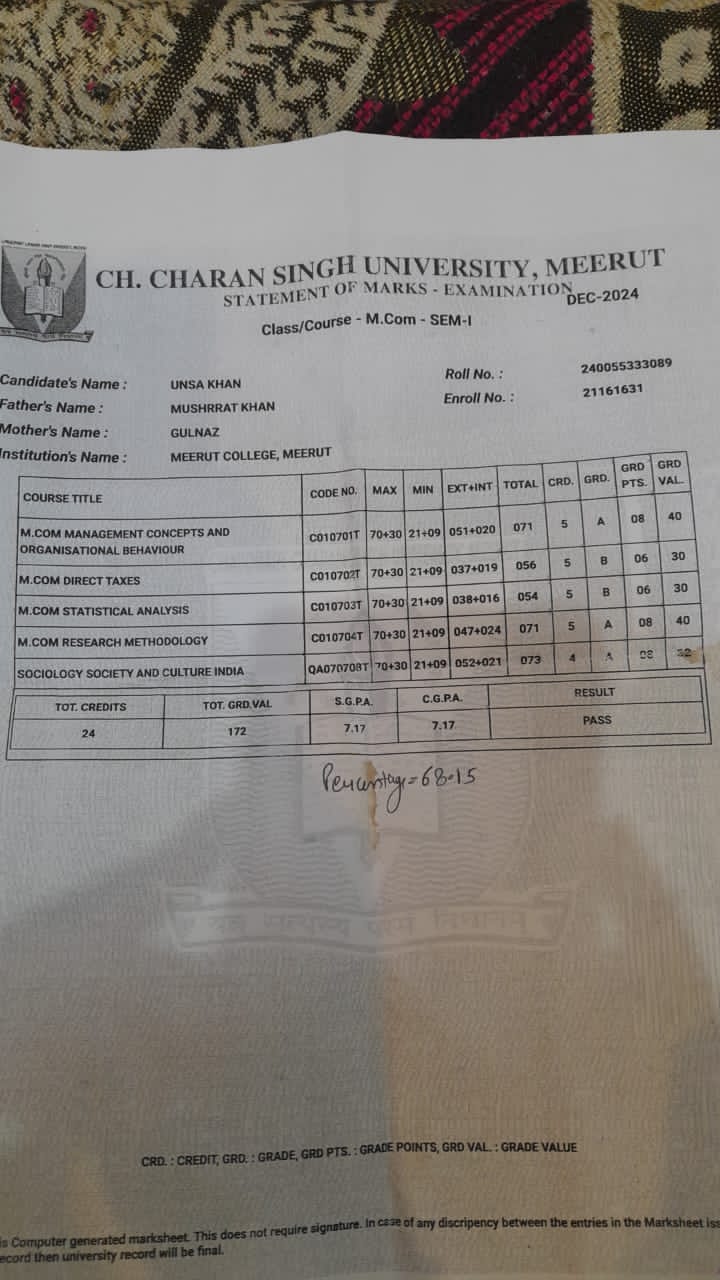 CH. CHARAN SINGH UNIVERSITY, MEERUT
STATEMENT OF MARKS - EXAMINATION DEC-2024
Class/Course - M.Com - SEM-I
Candidate's Name : UNSA KHAN Roll No. : 240055333089
Father's Name : MUSHRRAT KHAN Enroll No. : 21161631
Mother's Name : GULNAZ
Institution's Name : MEERUT COLLEGE, MEERUT
COURSE TITLE CODE NO. MAX MIN EXT+INT TOTAL CRD. GRD. GRD PTS. GRD VAL.
M.COM MANAGEMENT CONCEPTS AND
ORGANISATIONAL BEHAVIOUR C010701T 70+30 21+09 051+020 071 5 A 08 40
M.COM DIRECT TAXES C010702T 70+30 21+09 037+019 056 5 B 06 30
M.COM STATISTICAL ANALYSIS C010703T 70+30 21+09 038+016 054 5 B 06 30
M.COM RESEARCH METHODOLOGY C010704T 70+30 21+09 047+024 071 5 A 08 40
SOCIOLOGY SOCIETY AND CULTURE INDIA QA070708T 70+30 21+09 052+021 073 4 A 08 32
TOT. CREDITS TOT. GRD.VAL S.G.P.A. C.G.P.A. RESULT
24 172 7.17 7.17 PASS
Percentage = 68.15
CRD. : CREDIT, GRD. : GRADE, GRD PTS. : GRADE POINTS, GRD VAL. : GRADE VALUE
is Computer generated marksheet. This does not require signature. In case of any discripency between the entries in the Marksheet iss
ecord then university record will be final.